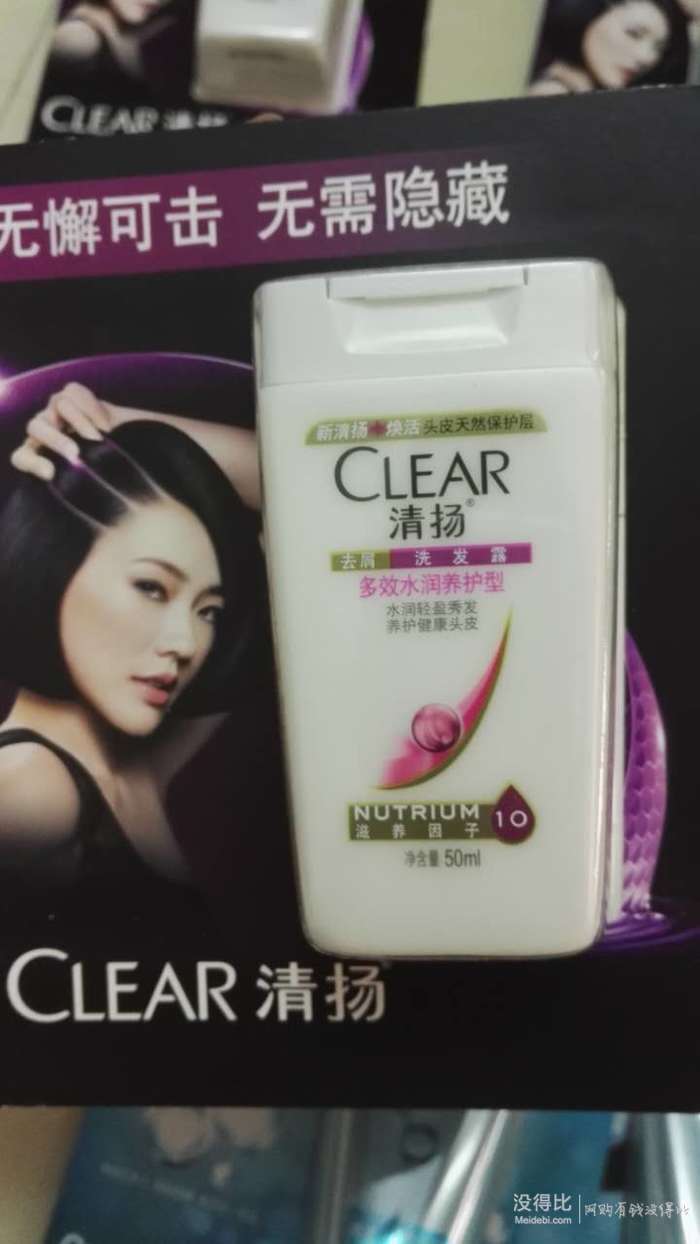 CLEAR 清扬
无懈可击 无需隐藏
新清扬 焕活 头皮天然保护层
CLEAR
清扬®
去屑 洗发露
多效水润养护型
水润轻盈秀发
养护健康头皮
NUTRIUM 10
滋养因子
净含量 50ml
CLEAR 清扬
没得比 网购有钱没得比
Meidebi.com